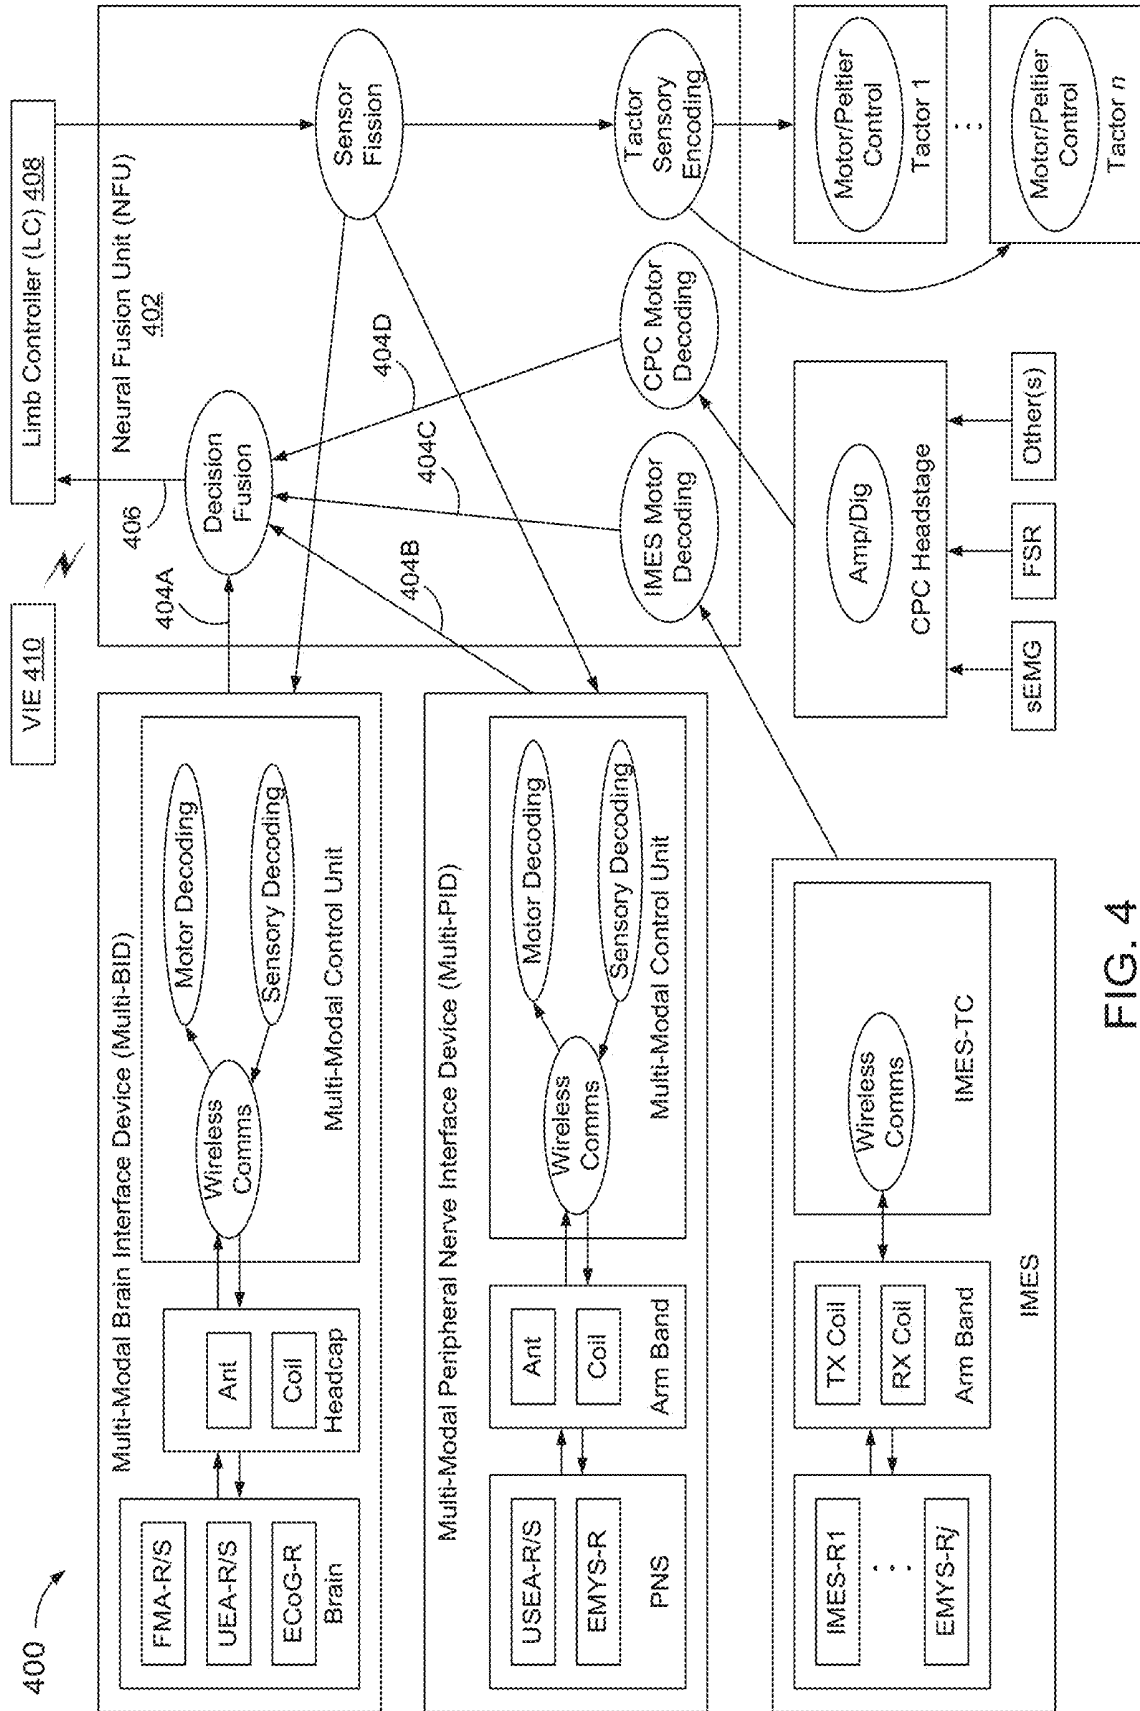 400
VIE 410
Limb Controller (LC) 408
406
Multi-Modal Brain Interface Device (Multi-BID)
FMA-R/S
UEA-R/S
ECoG-R
Brain
Ant
Coil
Headcap
Wireless
Comms
Motor Decoding
Sensory Decoding
Multi-Modal Control Unit
404A
404B
404C
404D
Neural Fusion Unit (NFU)
402
Decision
Fusion
Sensor
Fission
IMES Motor
Decoding
CPC Motor
Decoding
Tactor
Sensory
Encoding
Multi-Modal Peripheral Nerve Interface Device (Multi-PID)
USEA-R/S
EMYS-R
PNS
Ant
Coil
Arm Band
Wireless
Comms
Motor Decoding
Sensory Decoding
Multi-Modal Control Unit
IMES-R1
EMYS-Rj
TX Coil
RX Coil
Arm Band
Wireless
Comms
IMES-TC
IMES
Amp/Dig
CPC Headstage
sEMG
FSR
Other(s)
Motor/Peltier
Control
Tactor 1
Motor/Peltier
Control
Tactor n
FIG. 4